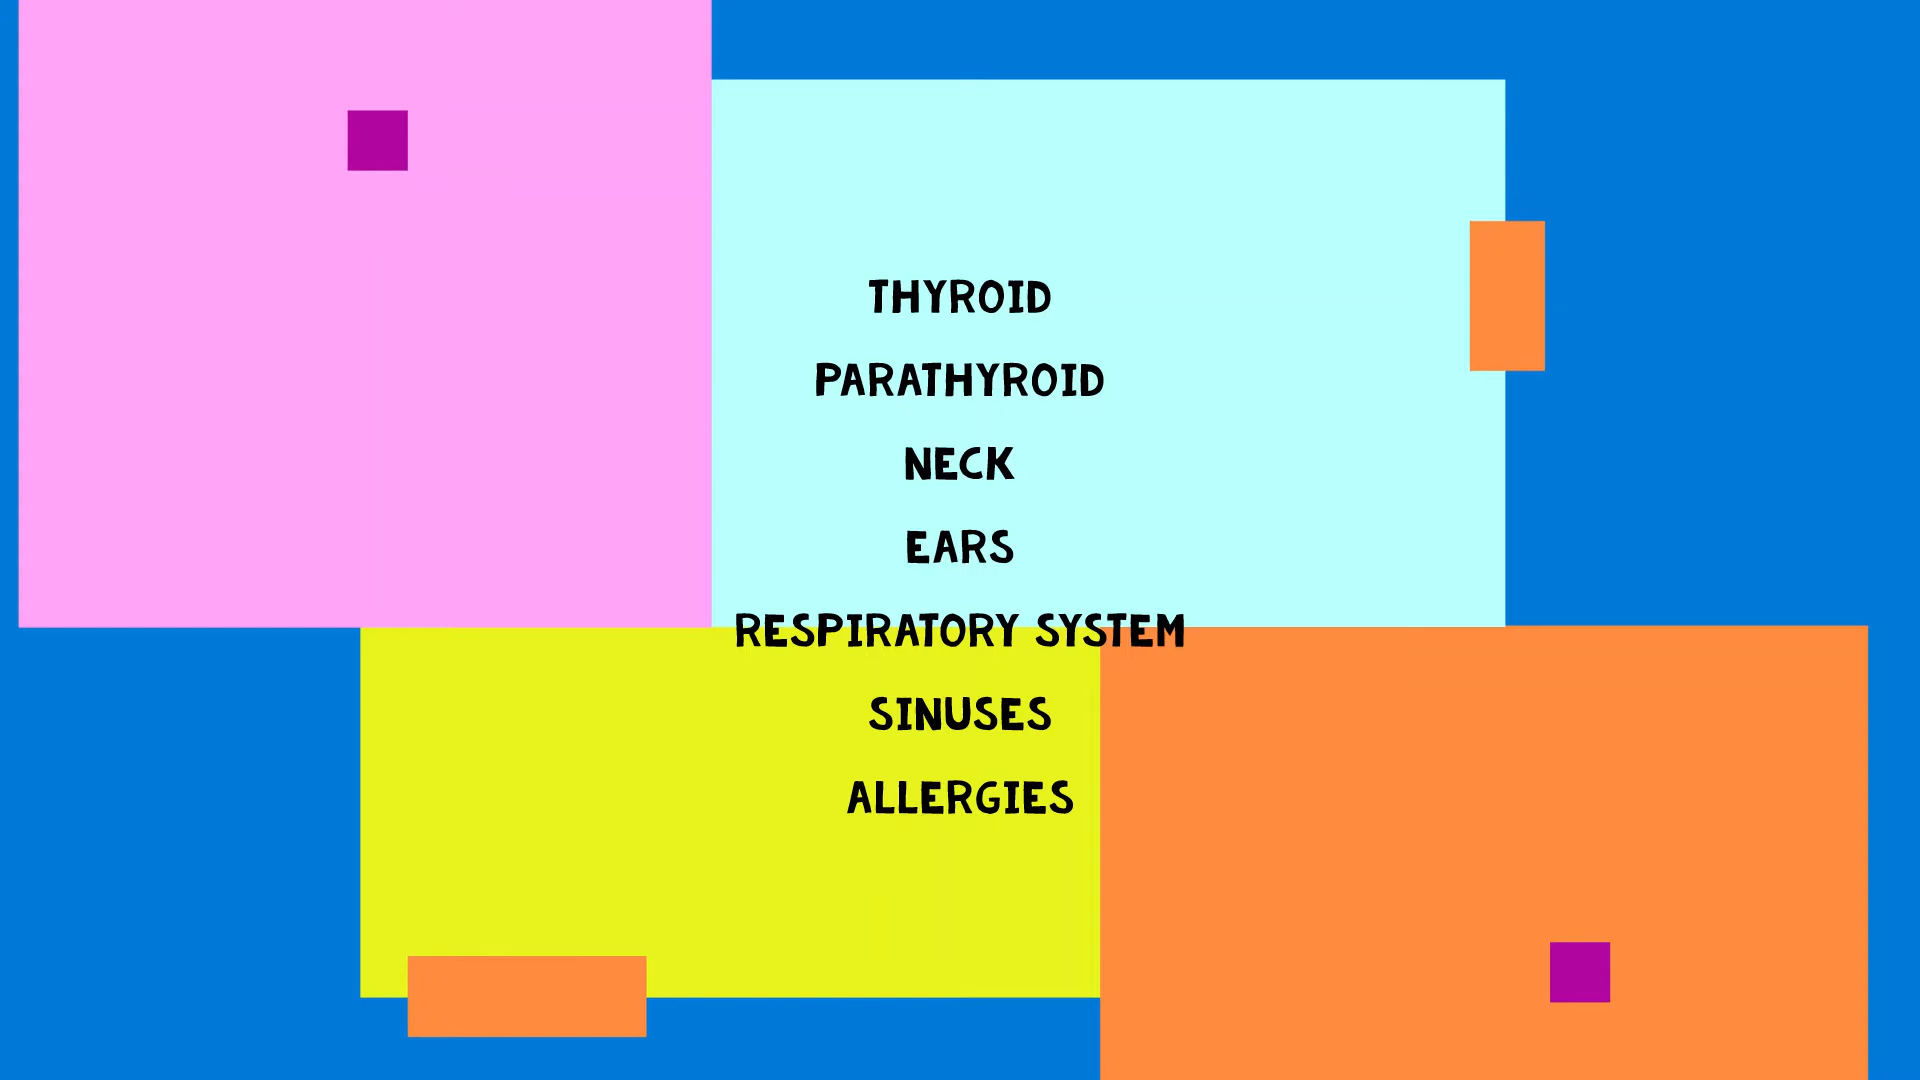 THYROID
PARATHYROID
NECK
EARS
RESPIRATORY SYSTEM
SINUSES
ALLERGIES